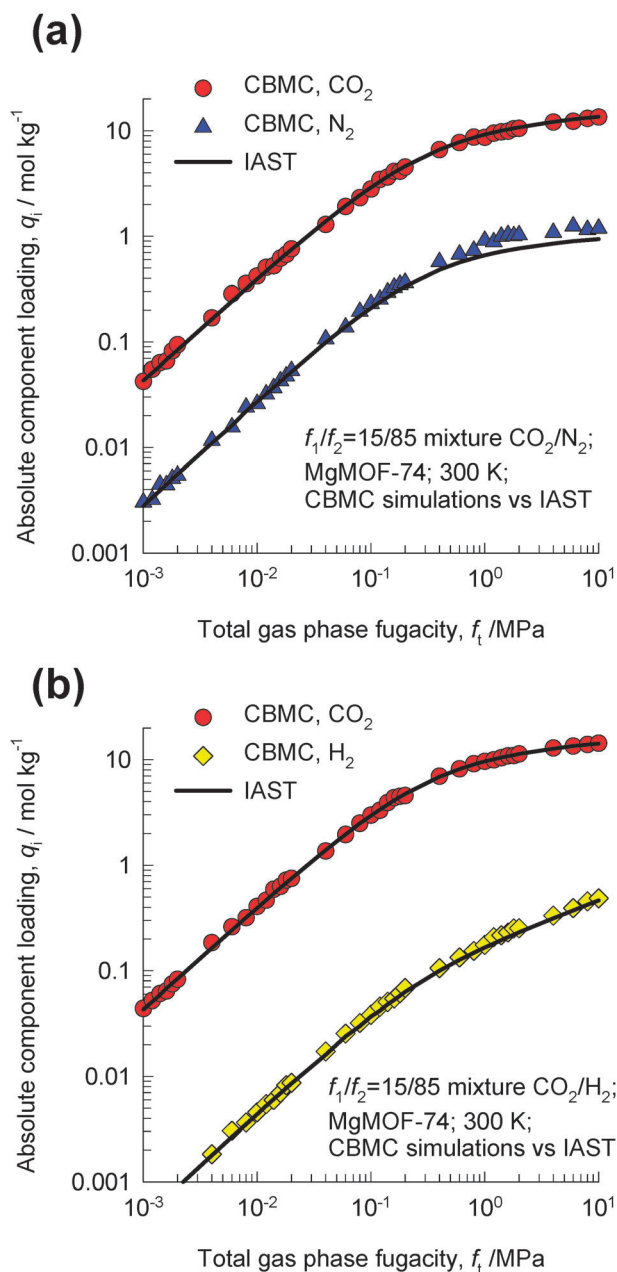 (a)
CBMC, CO₂
CBMC, N₂
IAST
Absolute component loading, qᵢ / mol kg⁻¹
10
1
0.1
0.01
0.001
f₁/f₂=15/85 mixture CO₂/N₂;
MgMOF-74; 300 K;
CBMC simulations vs IAST
10⁻³ 10⁻² 10⁻¹ 10⁰ 10¹
Total gas phase fugacity, fₜ /MPa
(b)
CBMC, CO₂
CBMC, H₂
IAST
Absolute component loading, qᵢ / mol kg⁻¹
10
1
0.1
0.01
0.001
f₁/f₂=15/85 mixture CO₂/H₂;
MgMOF-74; 300 K;
CBMC simulations vs IAST
10⁻³ 10⁻² 10⁻¹ 10⁰ 10¹
Total gas phase fugacity, fₜ /MPa